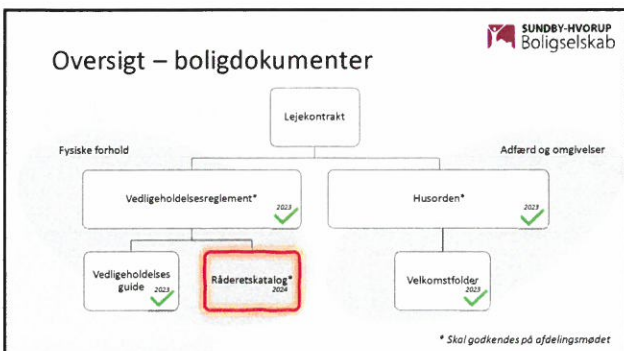 SUNDBY-HVORUP
Boligselskab
Oversigt – boligdokumenter
Lejekontrakt
Fysiske forhold
Adfærd og omgivelser
Vedligeholdelsesreglement*
2023
Husorden*
2023
Vedligeholdelses
guide
2023
Råderetskatalog*
2024
Velkomstfolder
2023
* Skal godkendes på afdelingsmødet